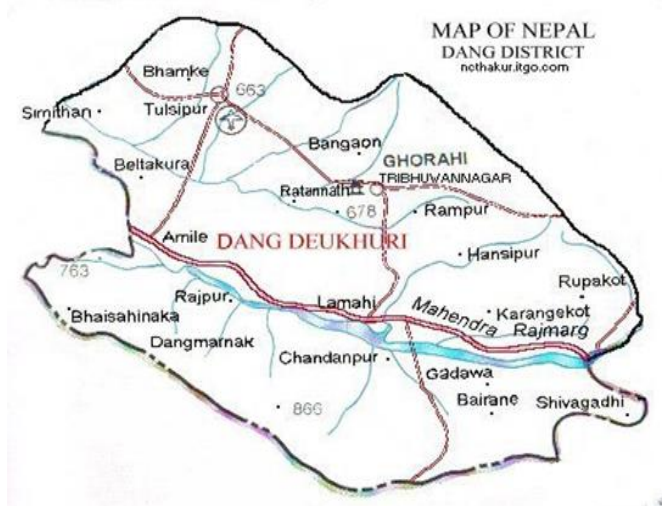 MAP OF NEPAL
DANG DISTRICT
ncthakur.itgo.com
Bhamke
663
Simithan
Tulsipur
Bangaon
Beltakura
GHORAHI
TRIBHUVANNAGAR
Ratannath
678
Rampur
Amile
DANG DEUKHURI
Hansipur
763
Rupakot
Rajpur
Lamahi
Mahendra Rajmarg
Karangekot
Bhaisahinaka
Dangmarnak
Chandanpur
Gadawa
866
Bairane
Shivagadhi